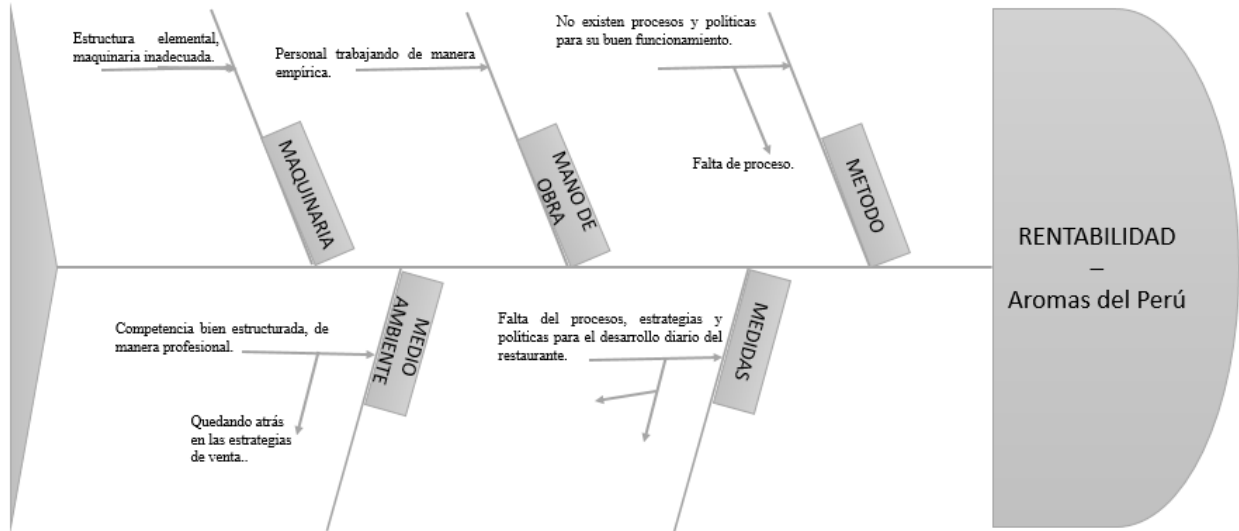 Estructura elemental,
maquinaria inadecuada.
MAQUINARIA
Personal trabajando de manera
empírica.
MANO DE
OBRA
No existen procesos y políticas
para su buen funcionamiento.
Falta de proceso.
METODO
Competencia bien estructurada, de
manera profesional.
Quedando atrás
en las estrategias
de venta..
MEDIO
AMBIENTE
Falta del procesos, estrategias y
políticas para el desarrollo diario del
restaurante.
MEDIDAS
RENTABILIDAD
–
Aromas del Perú